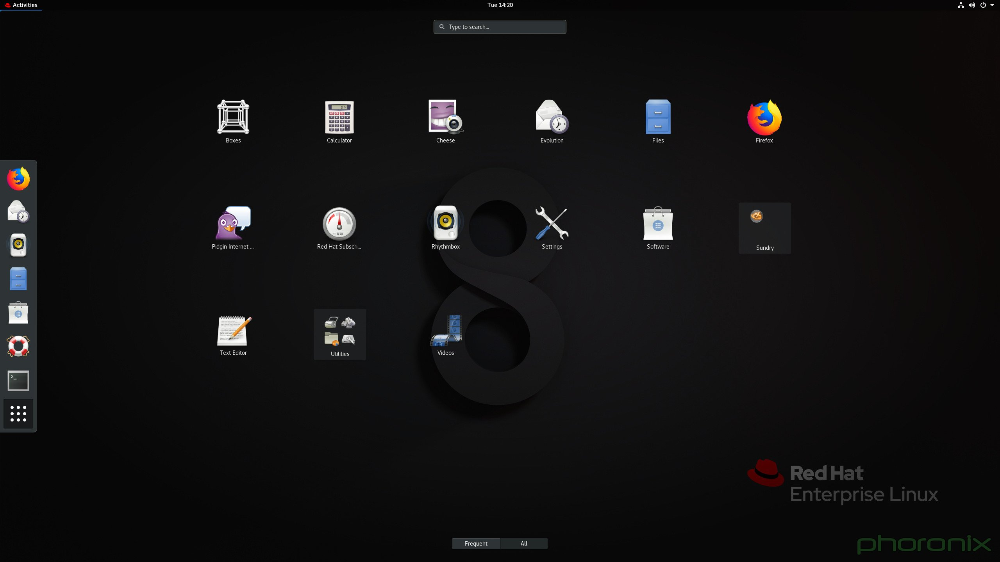 Activities
Tue 14:20
Type to search...
Boxes
Calculator
Cheese
Evolution
Files
Firefox
Pidgin Internet ...
Red Hat Subscri...
Rhythmbox
Settings
Software
Sundry
Text Editor
Utilities
Videos
8
Red Hat
Enterprise Linux
Frequent
All
phoronix